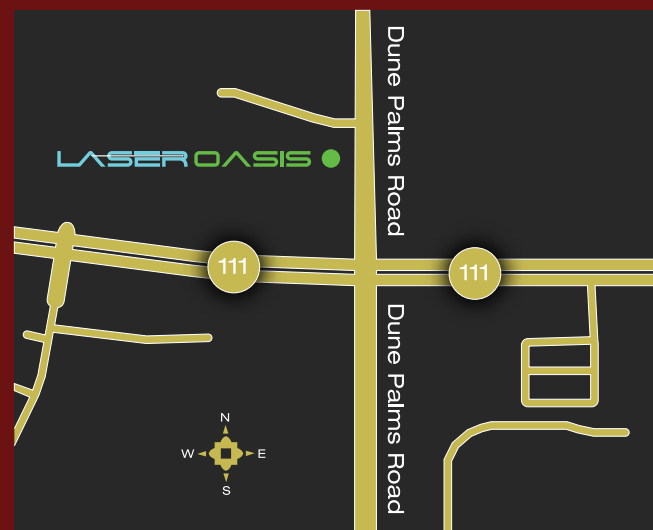 Dune Palms Road
LASER OASIS
111
111
Dune Palms Road
N
W E
S